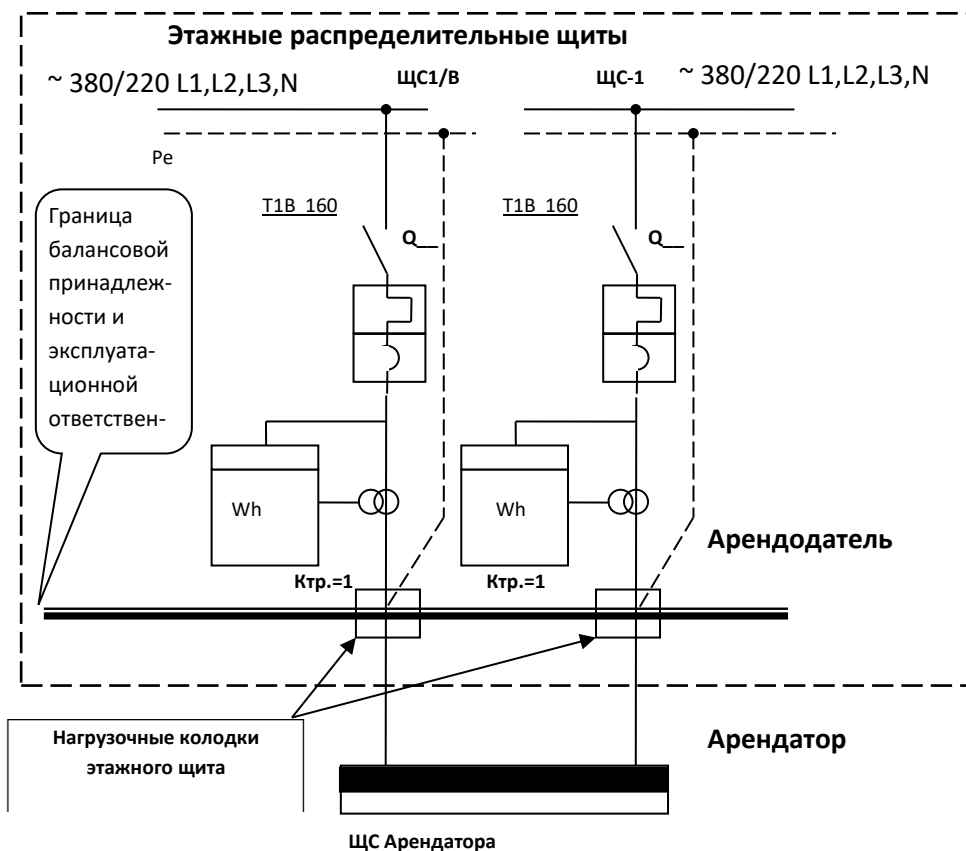 Этажные распределительные щиты
~ 380/220 L1,L2,L3,N
ЩС1/В
ЩС-1
~ 380/220 L1,L2,L3,N
Pe
T1B 160
Q__
T1B 160
Q__
Граница
балансовой
принадлеж-
ности и
эксплуата-
ционной
ответствен-
Wh
Wh
Арендодатель
Ктр.=1
Ктр.=1
Нагрузочные колодки
этажного щита
Арендатор
ЩС Арендатора